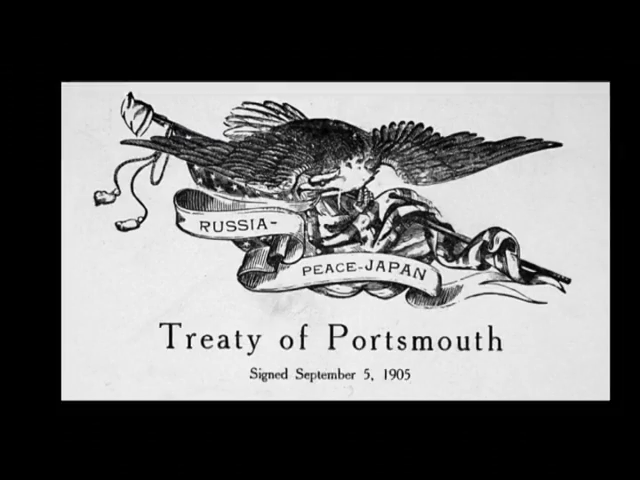 RUSSIA-
PEACE-JAPAN
Treaty of Portsmouth
Signed September 5, 1905